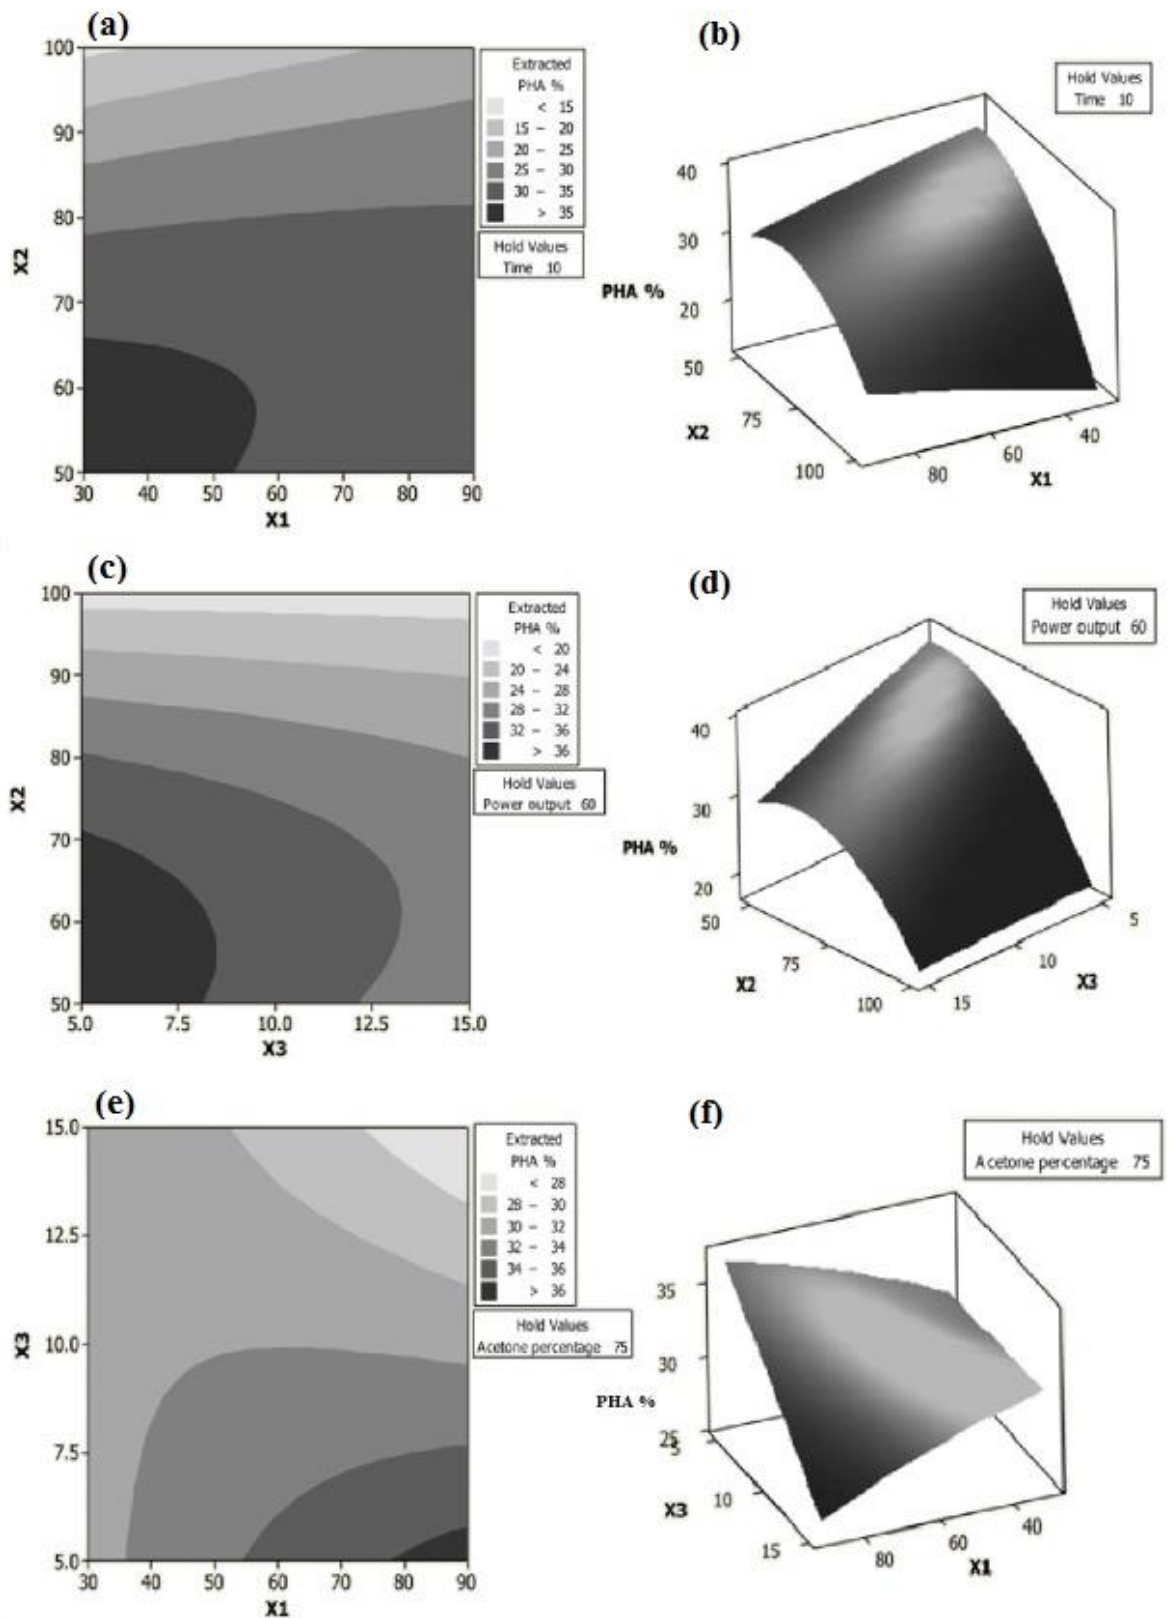 (a)
100
90
80
70
60
50
X2
30 40 50 60 70 80 90
X1
Extracted
PHA %
< 15
15 – 20
20 – 25
25 – 30
30 – 35
> 35
Hold Values
Time 10
(b)
Hold Values
Time 10
40
30
20
PHA %
50
75
100
X2
80
60
40
X1
(c)
100
90
80
70
60
50
X2
5.0 7.5 10.0 12.5 15.0
X3
Extracted
PHA %
< 20
20 – 24
24 – 28
28 – 32
32 – 36
> 36
Hold Values
Power output 60
(d)
Hold Values
Power output 60
40
30
20
PHA %
50
75
100
X2
15
10
5
X3
(e)
15.0
12.5
10.0
7.5
5.0
X3
30 40 50 60 70 80 90
X1
Extracted
PHA %
< 28
28 – 30
30 – 32
32 – 34
34 – 36
> 36
Hold Values
Acetone percentage 75
(f)
Hold Values
Acetone percentage 75
35
30
25
PHA %
5
10
15
X3
80
60
40
X1